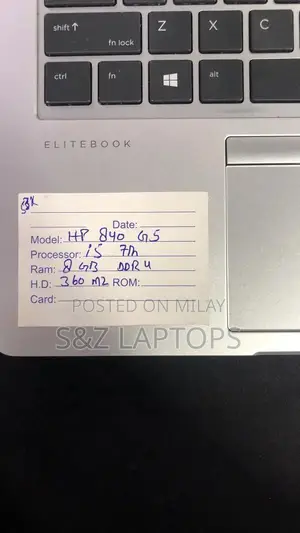 shift ↑
fn lock
Z
X
C
ctrl
fn
alt
ELITEBOOK
Date:
Model: HP 840 G5
Processor: i5 7th
Ram: 8 GB DDR4
H.D: 360 M2 ROM:
Card:
POSTED ON MILAY
S&Z LAPTOPS